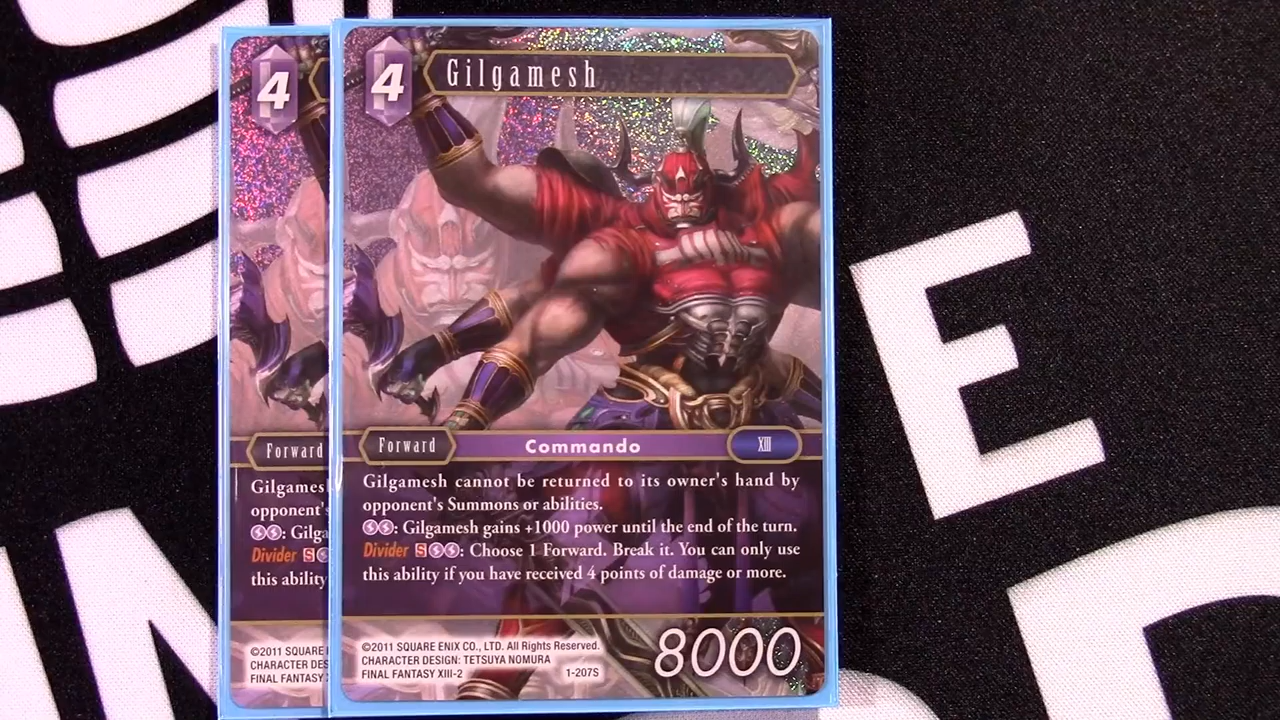 4
4
Gilgamesh
Forward
Forward
Commando
XIII
Gilgames
opponent's
Gilgamesh cannot be returned to its owner's hand by
opponent's Summons or abilities.
: Gilga
: Gilgamesh gains +1000 power until the end of the turn.
Divider S
Divider S : Choose 1 Forward. Break it. You can only use
this ability
this ability if you have received 4 points of damage or more.
©2011 SQUARE E
CHARACTER DES
FINAL FANTASY
©2011 SQUARE ENIX CO., LTD. All Rights Reserved.
CHARACTER DESIGN: TETSUYA NOMURA
FINAL FANTASY XIII-2
1-207S
8000
E